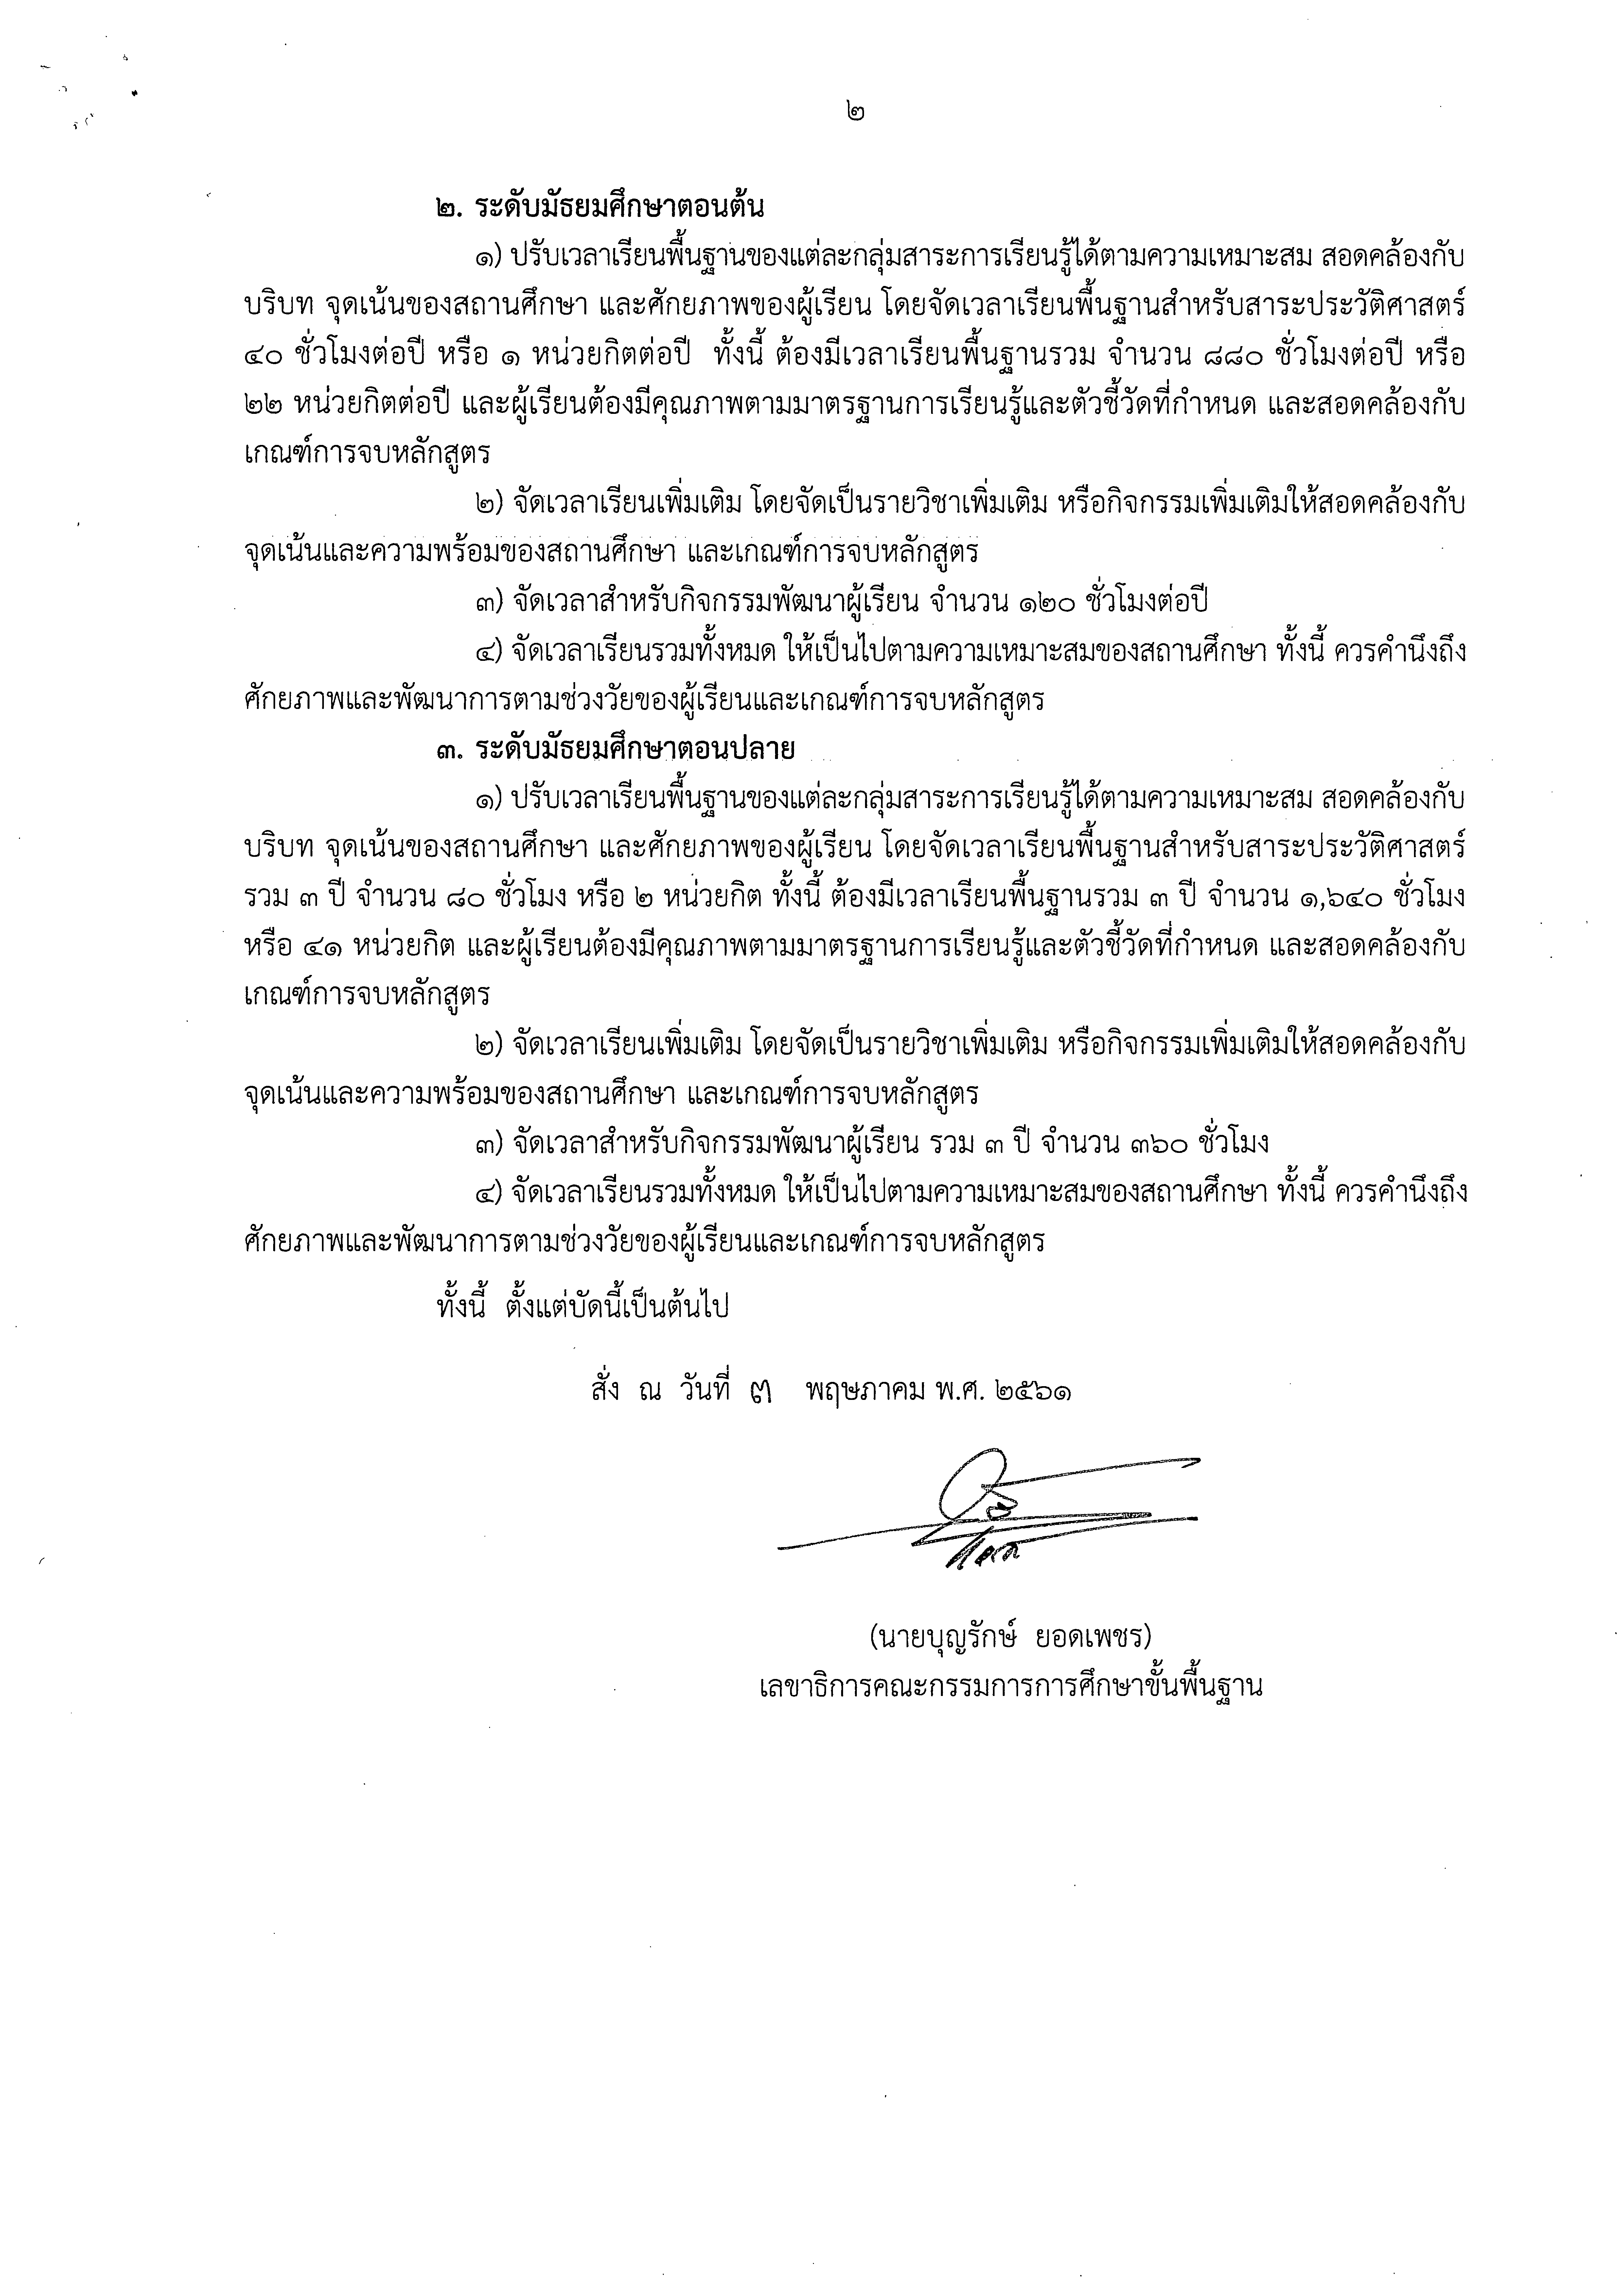 ๒
๒. ระดับมัธยมศึกษาตอนต้น
๑) ปรับเวลาเรียนพื้นฐานของแต่ละกลุ่มสาระการเรียนรู้ได้ตามความเหมาะสม สอดคล้องกับ
บริบท จุดเน้นของสถานศึกษา และศักยภาพของผู้เรียน โดยจัดเวลาเรียนพื้นฐานสำหรับสาระประวัติศาสตร์
๔๐ ชั่วโมงต่อปี หรือ ๑ หน่วยกิตต่อปี ทั้งนี้ ต้องมีเวลาเรียนพื้นฐานรวม จำนวน ๘๘๐ ชั่วโมงต่อปี หรือ
๒๒ หน่วยกิตต่อปี และผู้เรียนต้องมีคุณภาพตามมาตรฐานการเรียนรู้และตัวชี้วัดที่กำหนด และสอดคล้องกับ
เกณฑ์การจบหลักสูตร
๒) จัดเวลาเรียนเพิ่มเติม โดยจัดเป็นรายวิชาเพิ่มเติม หรือกิจกรรมเพิ่มเติมให้สอดคล้องกับ
จุดเน้นและความพร้อมของสถานศึกษา และเกณฑ์การจบหลักสูตร
๓) จัดเวลาสำหรับกิจกรรมพัฒนาผู้เรียน จำนวน ๑๒๐ ชั่วโมงต่อปี
๔) จัดเวลาเรียนรวมทั้งหมด ให้เป็นไปตามความเหมาะสมของสถานศึกษา ทั้งนี้ ควรคำนึงถึง
ศักยภาพและพัฒนาการตามช่วงวัยของผู้เรียนและเกณฑ์การจบหลักสูตร
๓. ระดับมัธยมศึกษาตอนปลาย
๑) ปรับเวลาเรียนพื้นฐานของแต่ละกลุ่มสาระการเรียนรู้ได้ตามความเหมาะสม สอดคล้องกับ
บริบท จุดเน้นของสถานศึกษา และศักยภาพของผู้เรียน โดยจัดเวลาเรียนพื้นฐานสำหรับสาระประวัติศาสตร์
รวม ๓ ปี จำนวน ๘๐ ชั่วโมง หรือ ๒ หน่วยกิต ทั้งนี้ ต้องมีเวลาเรียนพื้นฐานรวม ๓ ปี จำนวน ๑,๖๔๐ ชั่วโมง
หรือ ๔๑ หน่วยกิต และผู้เรียนต้องมีคุณภาพตามมาตรฐานการเรียนรู้และตัวชี้วัดที่กำหนด และสอดคล้องกับ
เกณฑ์การจบหลักสูตร
๒) จัดเวลาเรียนเพิ่มเติม โดยจัดเป็นรายวิชาเพิ่มเติม หรือกิจกรรมเพิ่มเติมให้สอดคล้องกับ
จุดเน้นและความพร้อมของสถานศึกษา และเกณฑ์การจบหลักสูตร
๓) จัดเวลาสำหรับกิจกรรมพัฒนาผู้เรียน รวม ๓ ปี จำนวน ๓๖๐ ชั่วโมง
๔) จัดเวลาเรียนรวมทั้งหมด ให้เป็นไปตามความเหมาะสมของสถานศึกษา ทั้งนี้ ควรคำนึงถึง
ศักยภาพและพัฒนาการตามช่วงวัยของผู้เรียนและเกณฑ์การจบหลักสูตร
ทั้งนี้ ตั้งแต่บัดนี้เป็นต้นไป
สั่ง ณ วันที่ ๓ พฤษภาคม พ.ศ. ๒๕๖๑
(นายบุญรักษ์ ยอดเพชร)
เลขาธิการคณะกรรมการการศึกษาขั้นพื้นฐาน